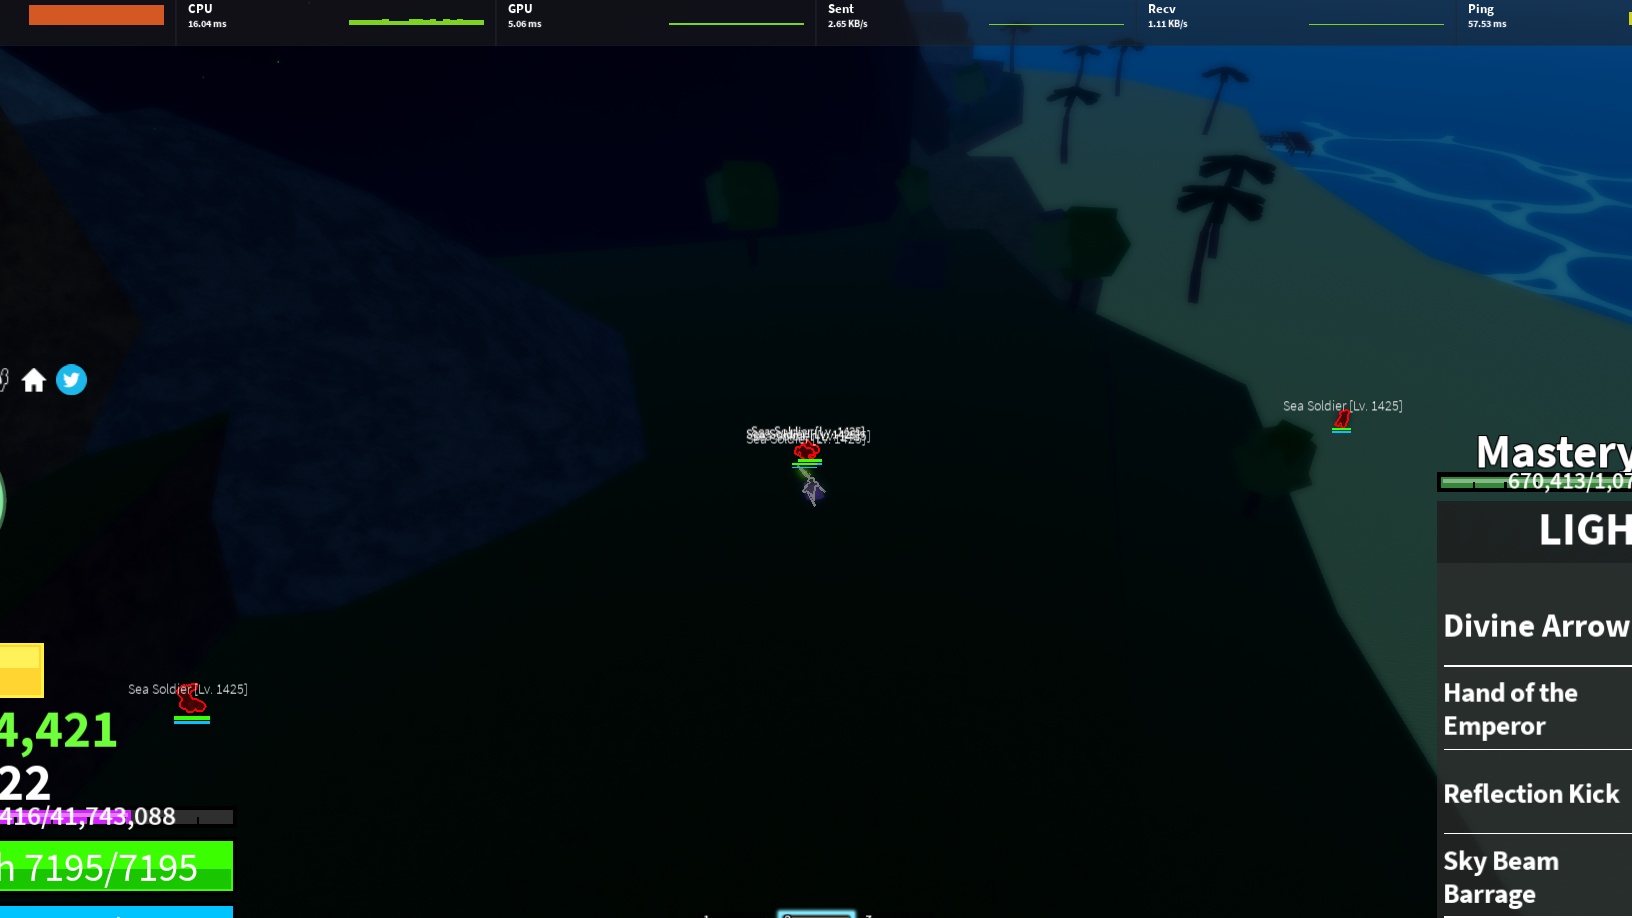 CPU
16.04 ms
GPU
5.06 ms
Sent
2.65 KB/s
Recv
1.11 KB/s
Ping
57.53 ms
Sea Soldier [Lv. 1425]
Sea Soldier [Lv. 1425]
Mastery
670,413/1,07
LIGH
Divine Arrow
Hand of the
Emperor
Reflection Kick
Sky Beam
Barrage
Sea Soldier [Lv. 1425]
4,421
22
416/41,743,088
h 7195/7195